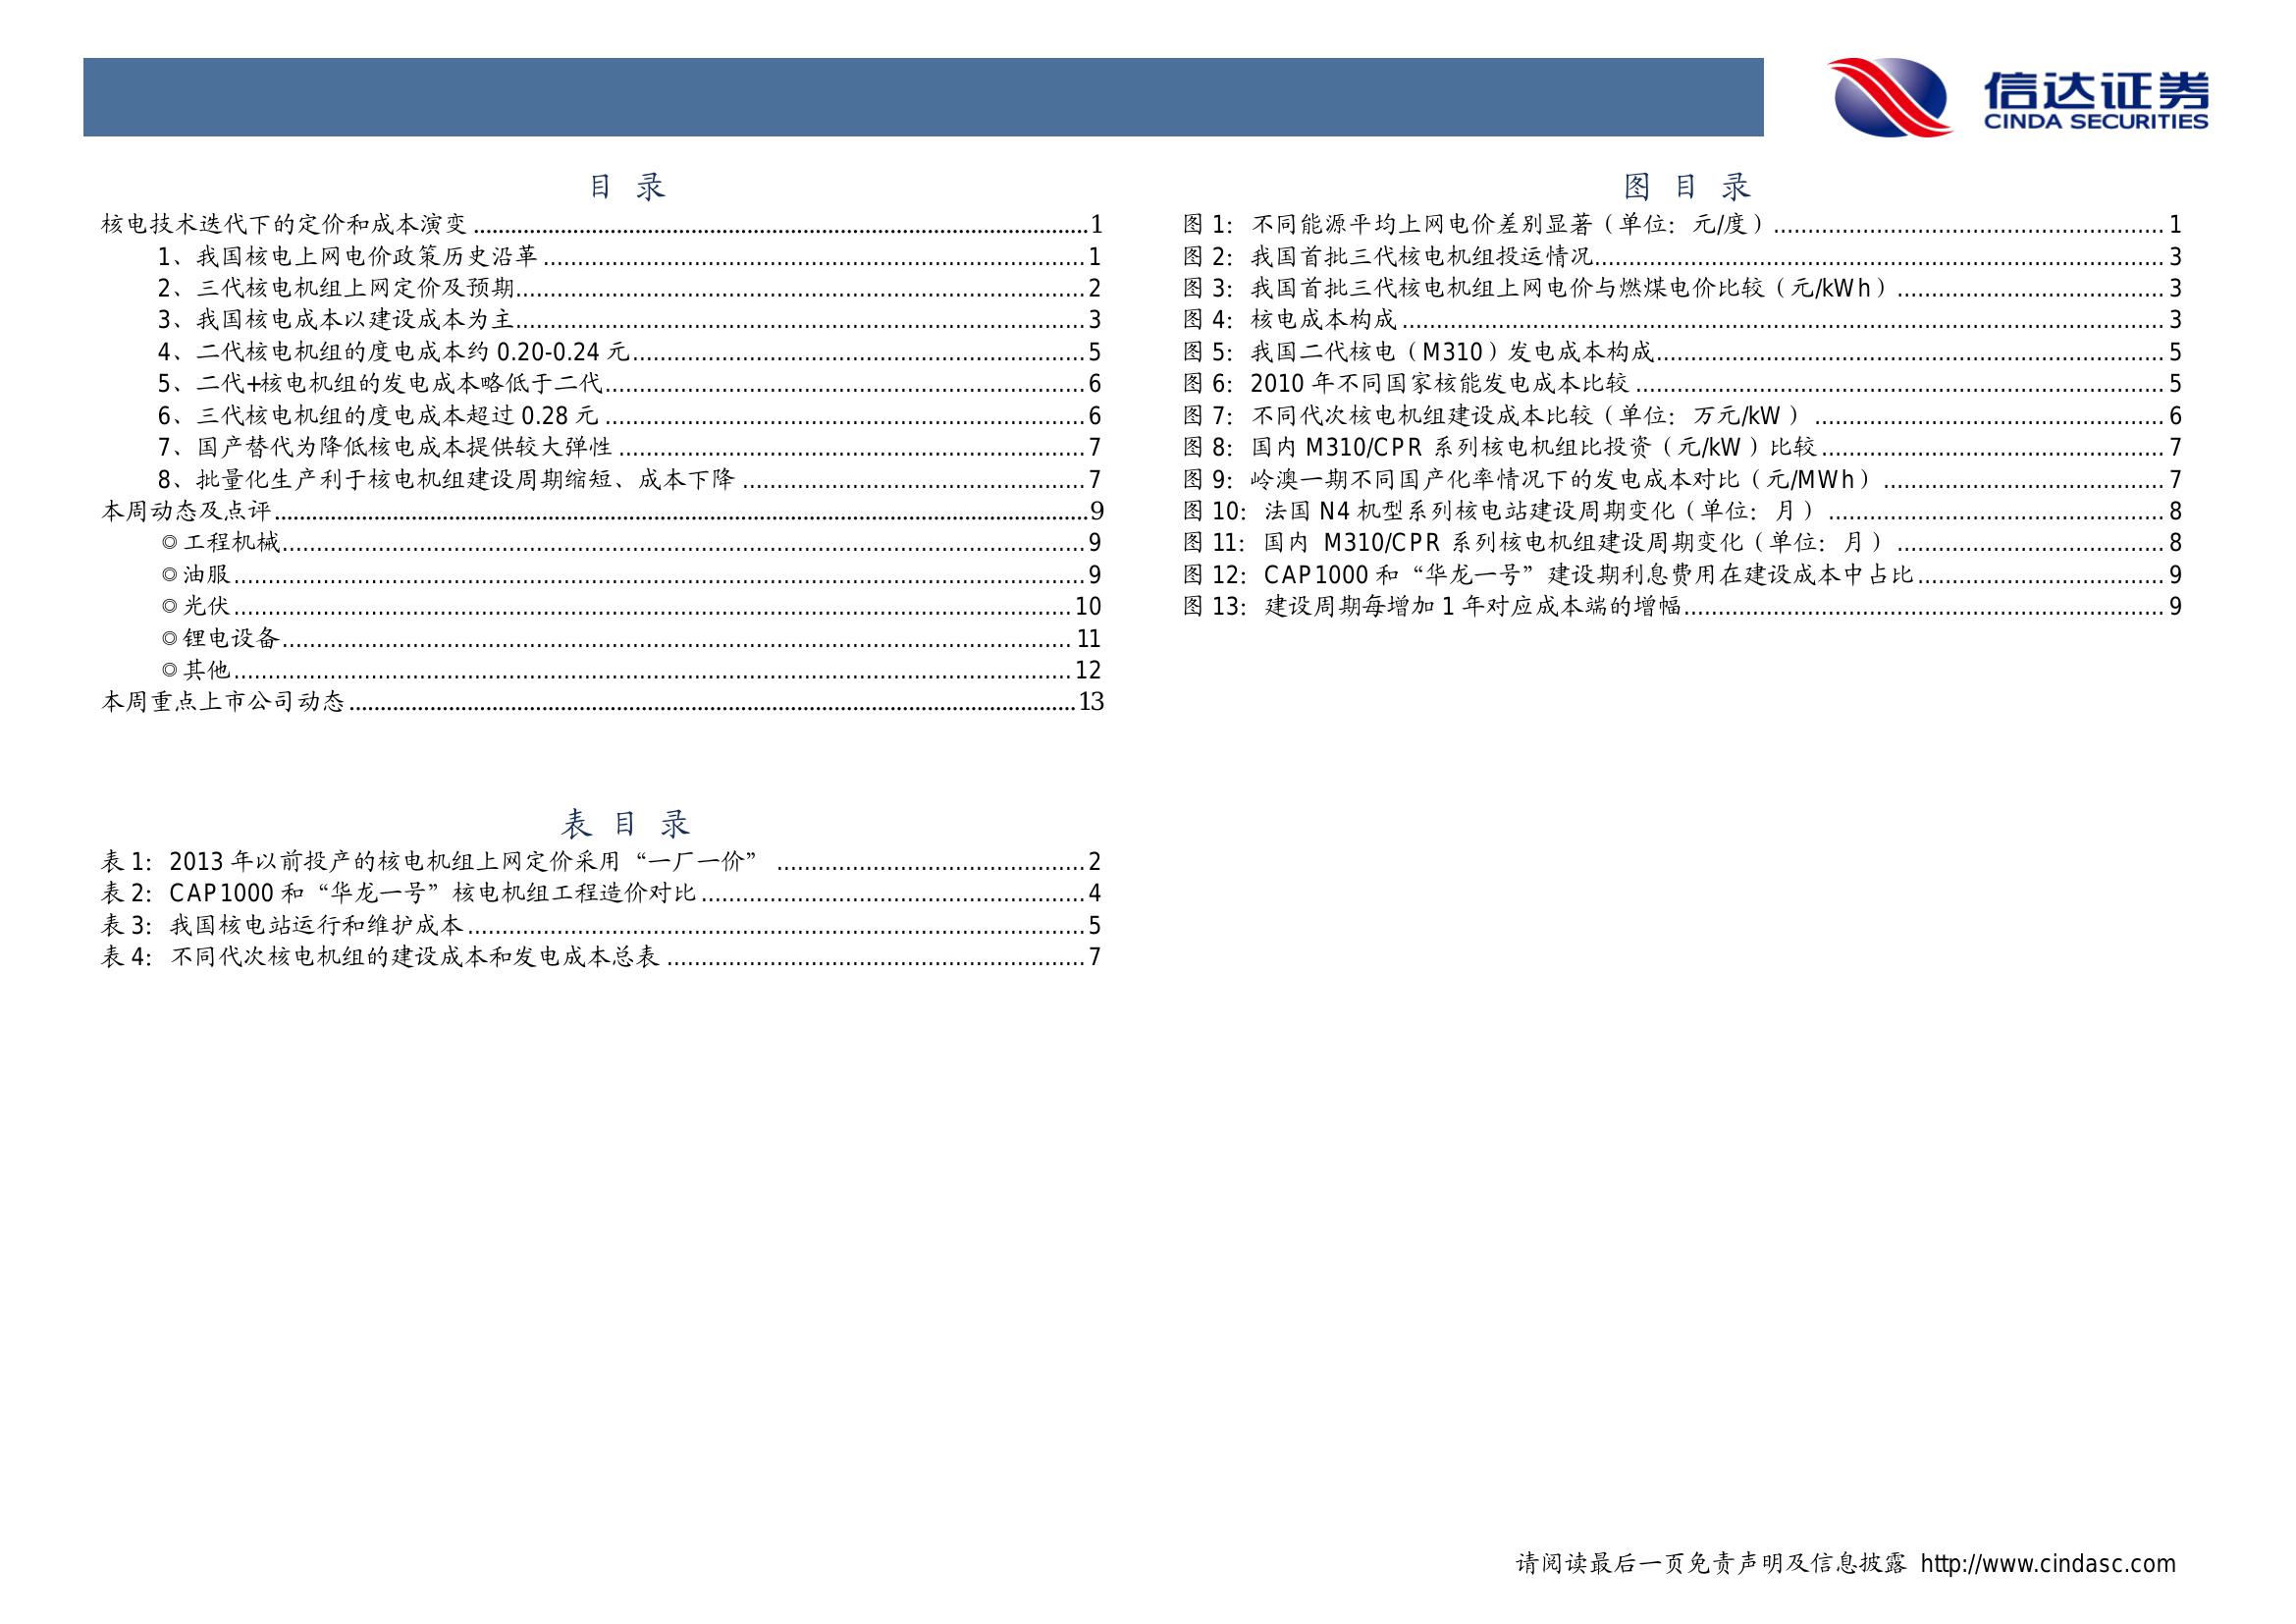 信达证券
CINDA SECURITIES
目 录
核电技术迭代下的定价和成本演变 ........ 1
1、我国核电上网电价政策历史沿革 ........ 1
2、三代核电机组上网定价及预期 ........ 2
3、我国核电成本以建设成本为主 ........ 3
4、二代核电机组的度电成本约 0.20-0.24 元 ........ 5
5、二代+核电机组的发电成本略低于二代 ........ 6
6、三代核电机组的度电成本超过 0.28 元 ........ 6
7、国产替代为降低核电成本提供较大弹性 ........ 7
8、批量化生产利于核电机组建设周期缩短、成本下降 ........ 7
本周动态及点评 ........ 9
◎工程机械 ........ 9
◎油服 ........ 9
◎光伏 ........ 10
◎锂电设备 ........ 11
◎其他 ........ 12
本周重点上市公司动态 ........ 13
表 目 录
表 1：2013 年以前投产的核电机组上网定价采用“一厂一价” ........ 2
表 2：CAP1000 和“华龙一号”核电机组工程造价对比 ........ 4
表 3：我国核电站运行和维护成本 ........ 5
表 4：不同代次核电机组的建设成本和发电成本总表 ........ 7
图 目 录
图 1：不同能源平均上网电价差别显著（单位：元/度） ........ 1
图 2：我国首批三代核电机组投运情况 ........ 3
图 3：我国首批三代核电机组上网电价与燃煤电价比较（元/kWh） ........ 3
图 4：核电成本构成 ........ 3
图 5：我国二代核电（M310）发电成本构成 ........ 5
图 6：2010 年不同国家核能发电成本比较 ........ 5
图 7：不同代次核电机组建设成本比较（单位：万元/kW） ........ 6
图 8：国内 M310/CPR 系列核电机组比投资（元/kW）比较 ........ 7
图 9：岭澳一期不同国产化率情况下的发电成本对比（元/MWh） ........ 7
图 10：法国 N4 机型系列核电站建设周期变化（单位：月） ........ 8
图 11：国内 M310/CPR 系列核电机组建设周期变化（单位：月） ........ 8
图 12：CAP1000 和“华龙一号”建设期利息费用在建设成本中占比 ........ 9
图 13：建设周期每增加 1 年对应成本端的增幅 ........ 9
请阅读最后一页免责声明及信息披露 http://www.cindasc.com